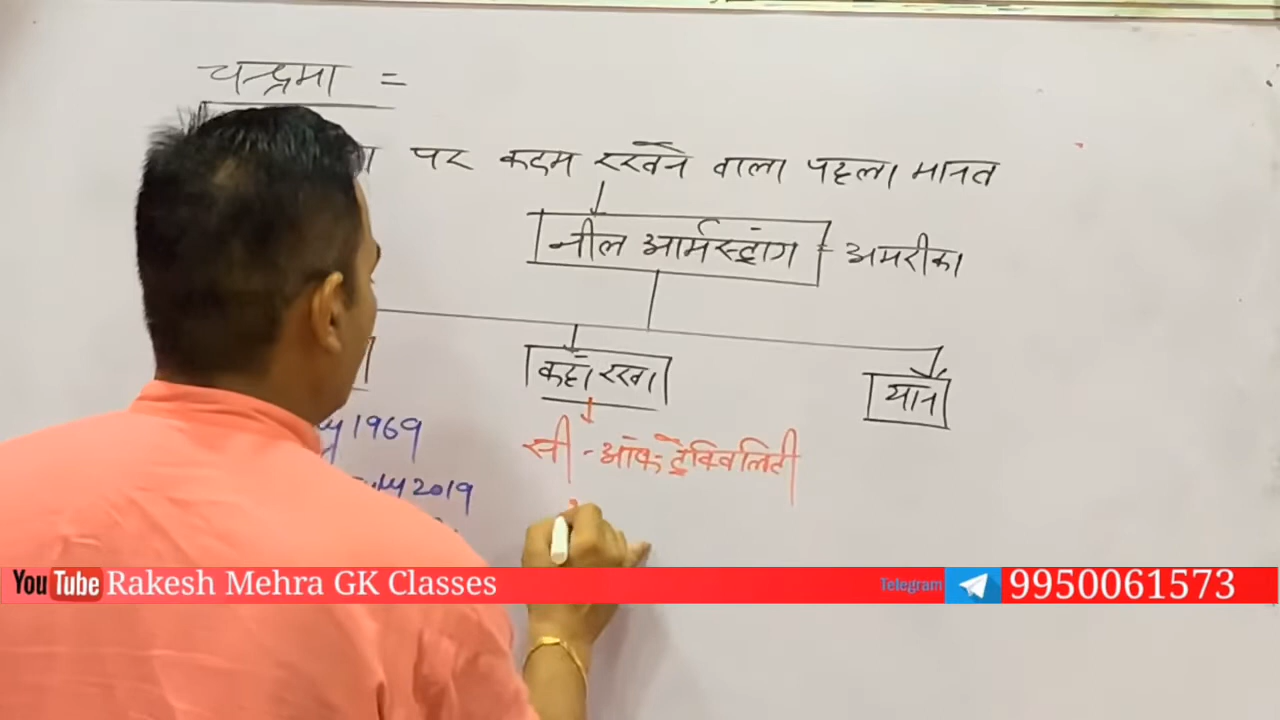 चन्द्रमा =
पर कदम रखने वाला पहला मानव
नील आर्मस्ट्रांग - अमरीका
कहाँ रखा
यान
1969
सी - ऑफ ट्रेंक्विलिटी
July 2019
YouTube Rakesh Mehra GK Classes
Telegram 9950061573